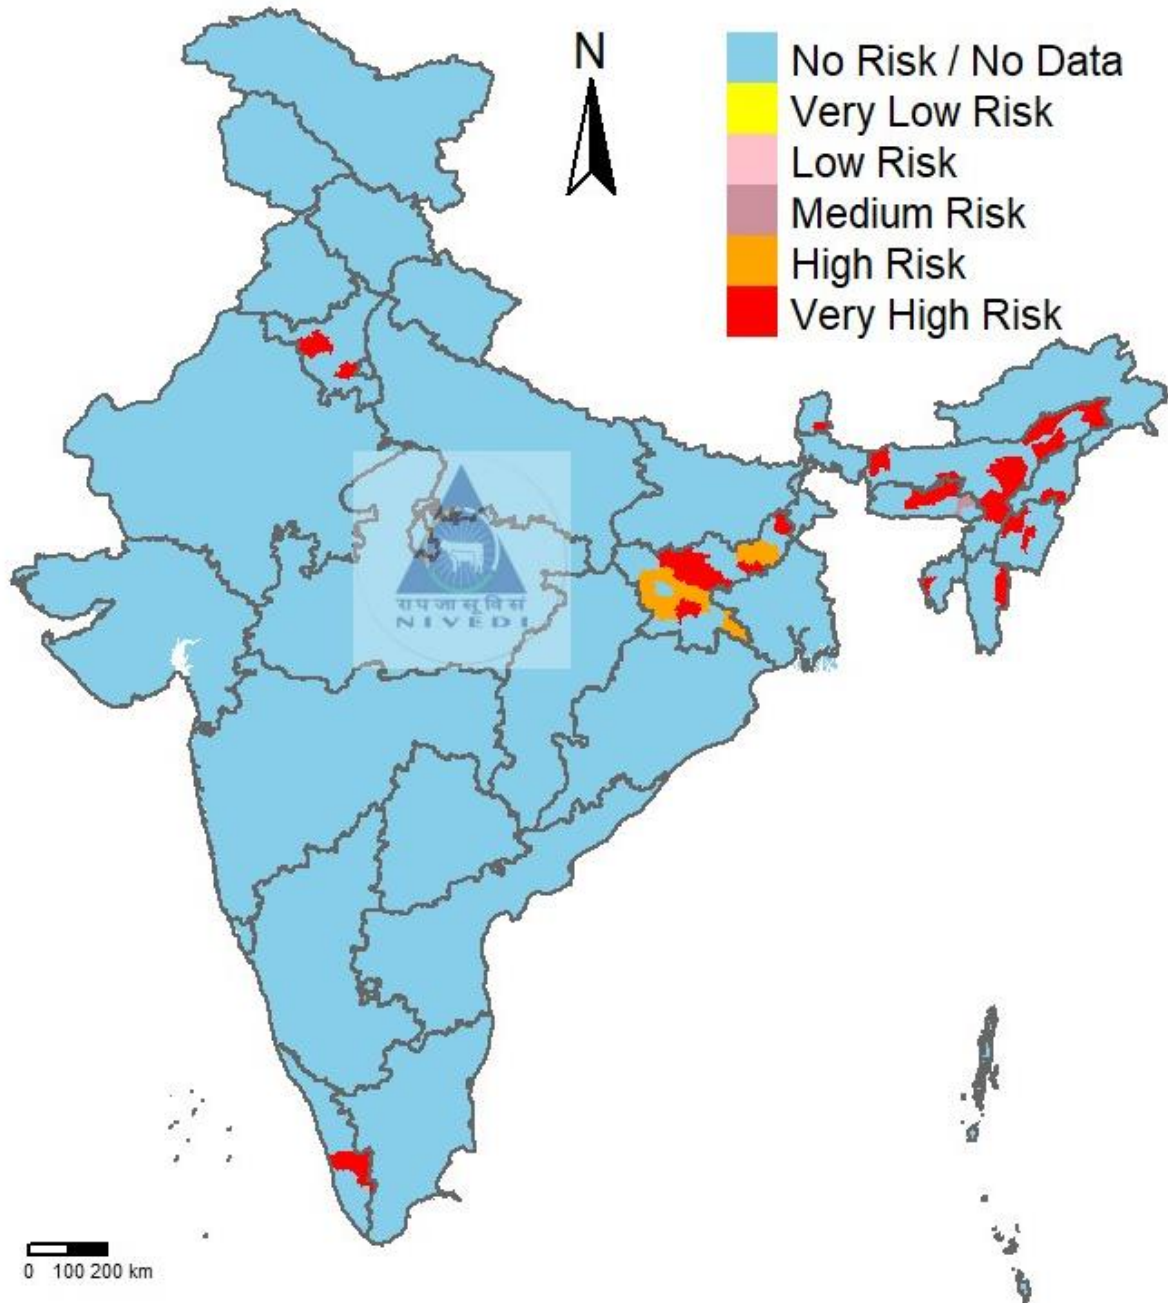 N
No Risk / No Data
Very Low Risk
Low Risk
Medium Risk
High Risk
Very High Risk
रा प जा सू वि सं
NIVEDI
0 100 200 km